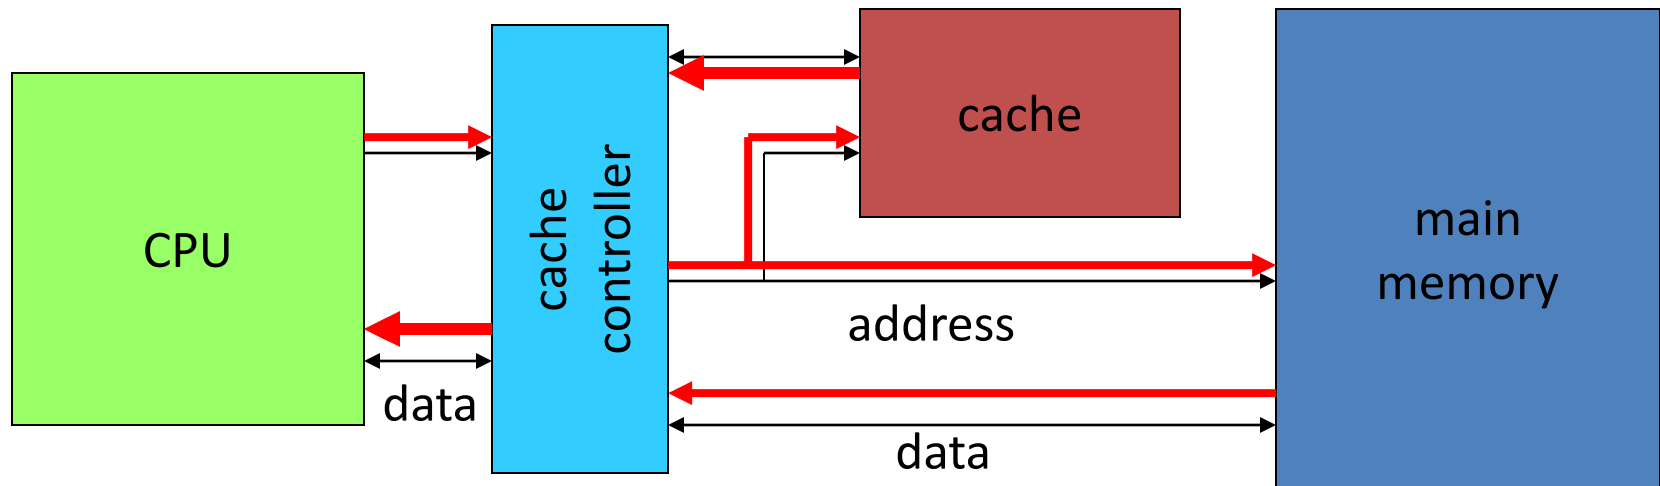 CPU
cache
controller
cache
main
memory
address
data
data